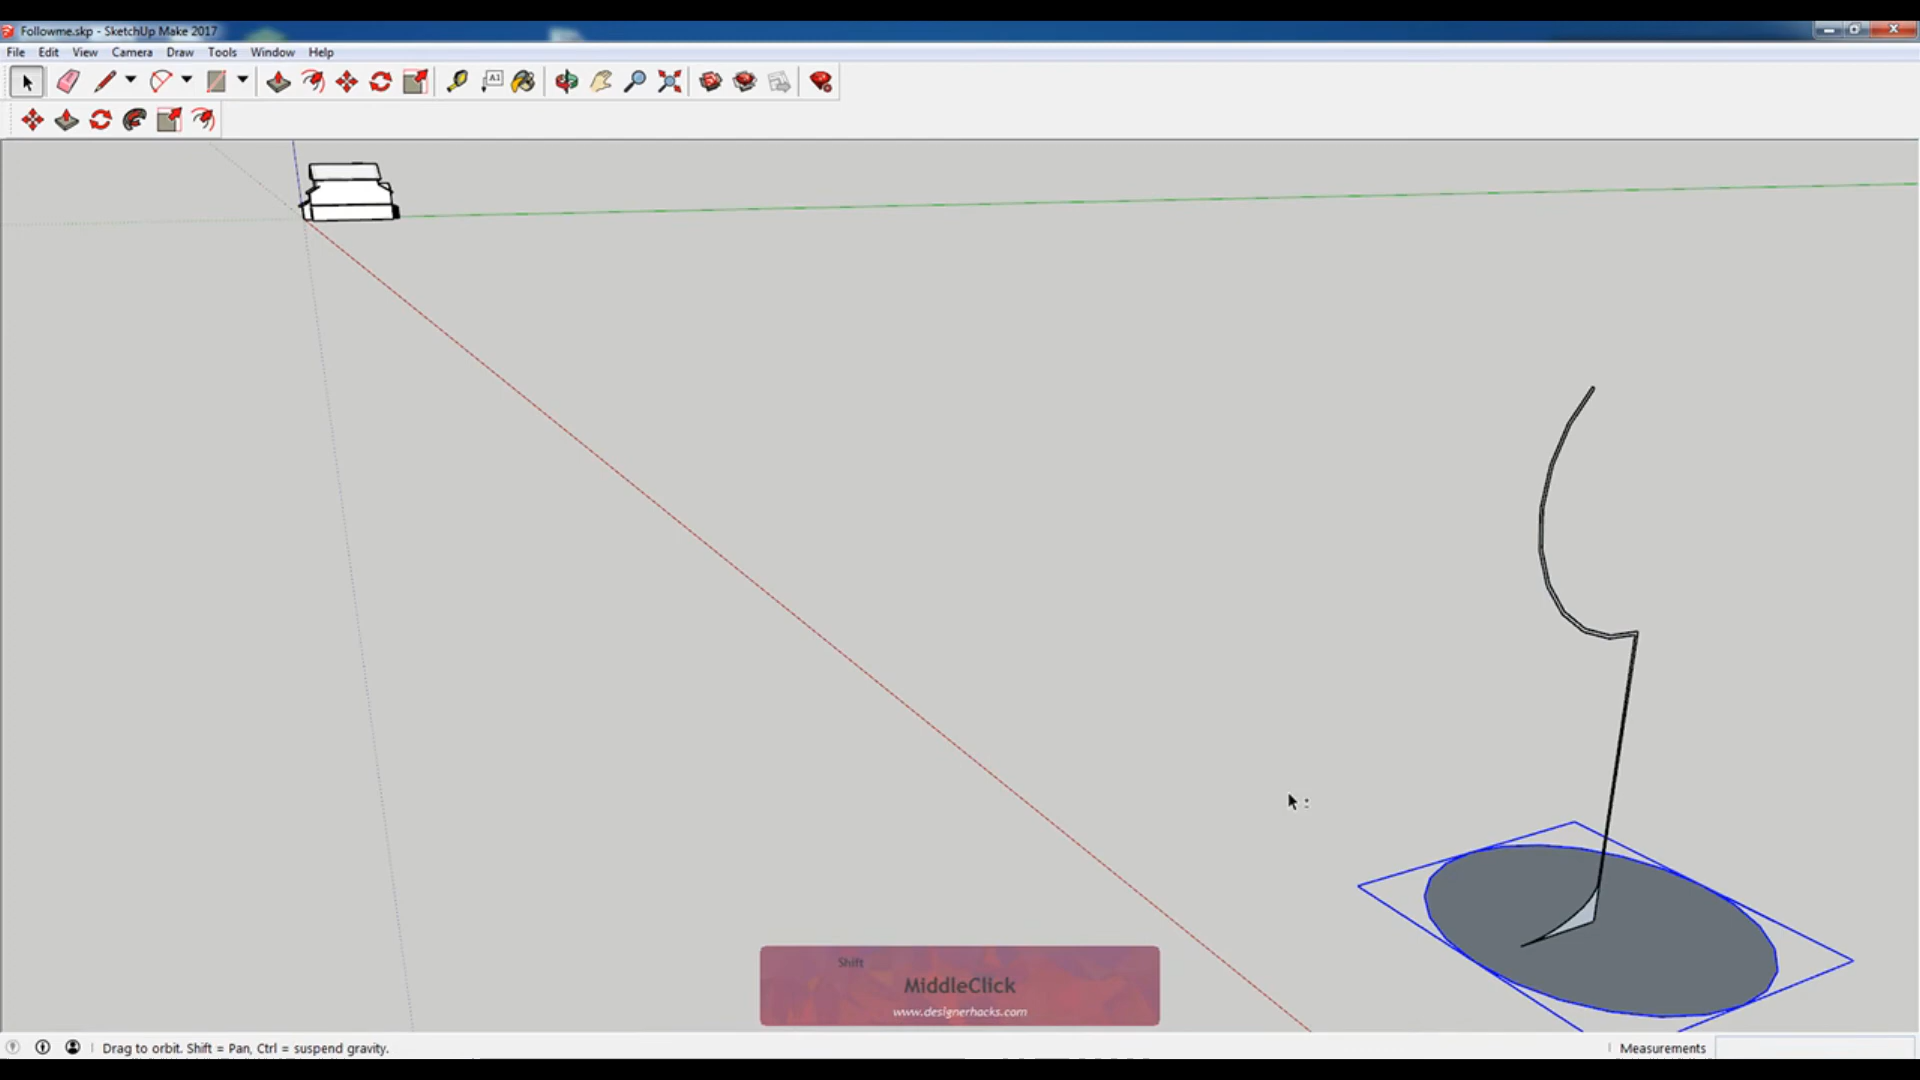 Followme.skp - SketchUp Make 2017
File Edit View Camera Draw Tools Window Help
A1
Shift
MiddleClick
www.designerhacks.com
Drag to orbit. Shift = Pan, Ctrl = suspend gravity.
Measurements